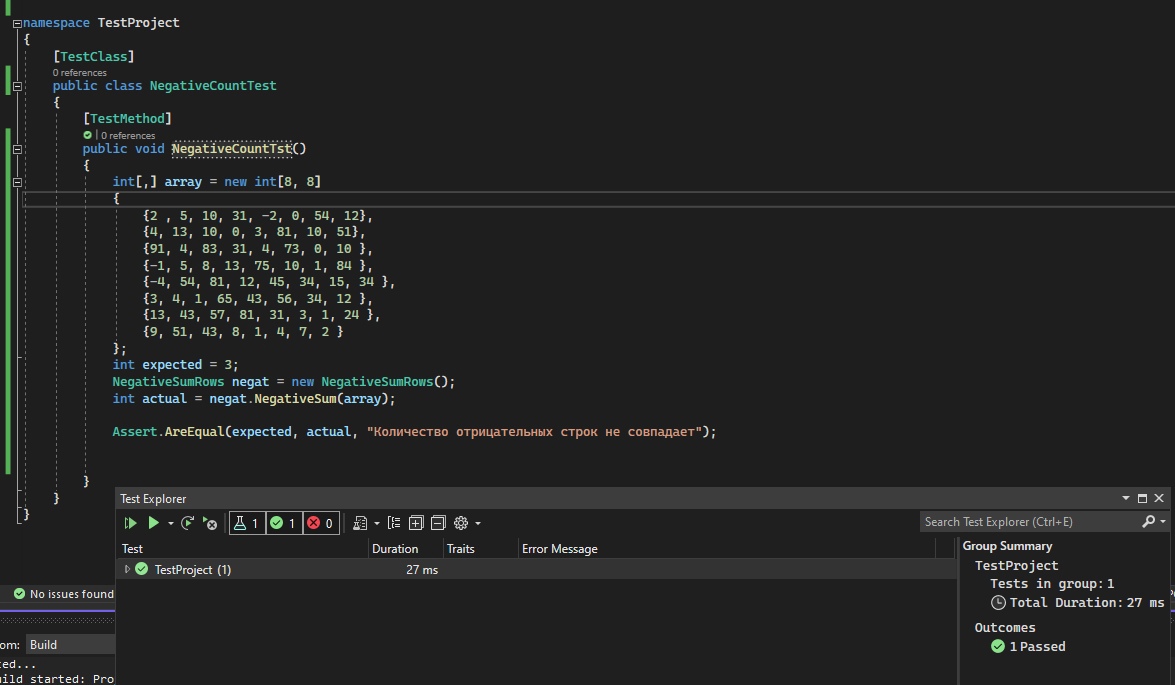 namespace TestProject
{
[TestClass]
0 references
public class NegativeCountTest
{
[TestMethod]
| 0 references
public void NegativeCountTst()
{
int[,] array = new int[8, 8]
{
{2 , 5, 10, 31, -2, 0, 54, 12},
{4, 13, 10, 0, 3, 81, 10, 51},
{91, 4, 83, 31, 4, 73, 0, 10 },
{-1, 5, 8, 13, 75, 10, 1, 84 },
{-4, 54, 81, 12, 45, 34, 15, 34 },
{3, 4, 1, 65, 43, 56, 34, 12 },
{13, 43, 57, 81, 31, 3, 1, 24 },
{9, 51, 43, 8, 1, 4, 7, 2 }
};
int expected = 3;
NegativeSumRows negat = new NegativeSumRows();
int actual = negat.NegativeSum(array);
Assert.AreEqual(expected, actual, "Количество отрицательных строк не совпадает");
}
}
}
Test Explorer
1 1 0
Search Test Explorer (Ctrl+E)
Test Duration Traits Error Message
TestProject (1) 27 ms
Group Summary
TestProject
Tests in group: 1
Total Duration: 27 ms
Outcomes
1 Passed
No issues found
om: Build
ted...
uild started: Pro